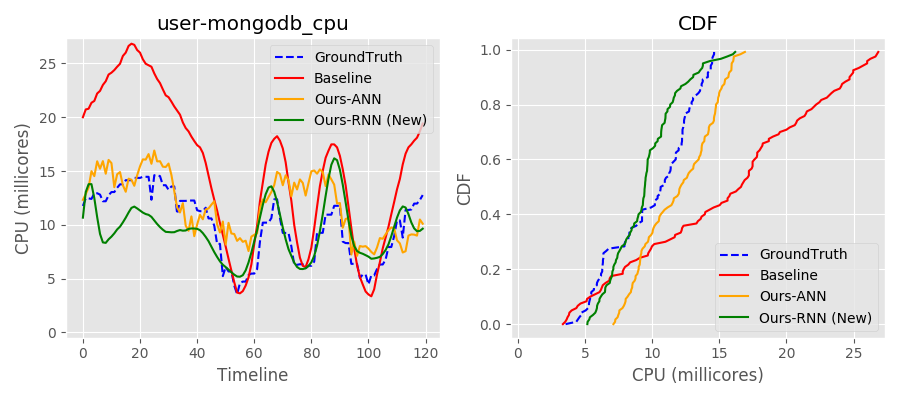 user-mongodb_cpu
CPU (millicores)
25
20
15
10
5
0
0
20
40
60
80
100
120
Timeline
GroundTruth
Baseline
Ours-ANN
Ours-RNN (New)
CDF
CDF
1.0
0.8
0.6
0.4
0.2
0.0
0
5
10
15
20
25
CPU (millicores)
GroundTruth
Baseline
Ours-ANN
Ours-RNN (New)